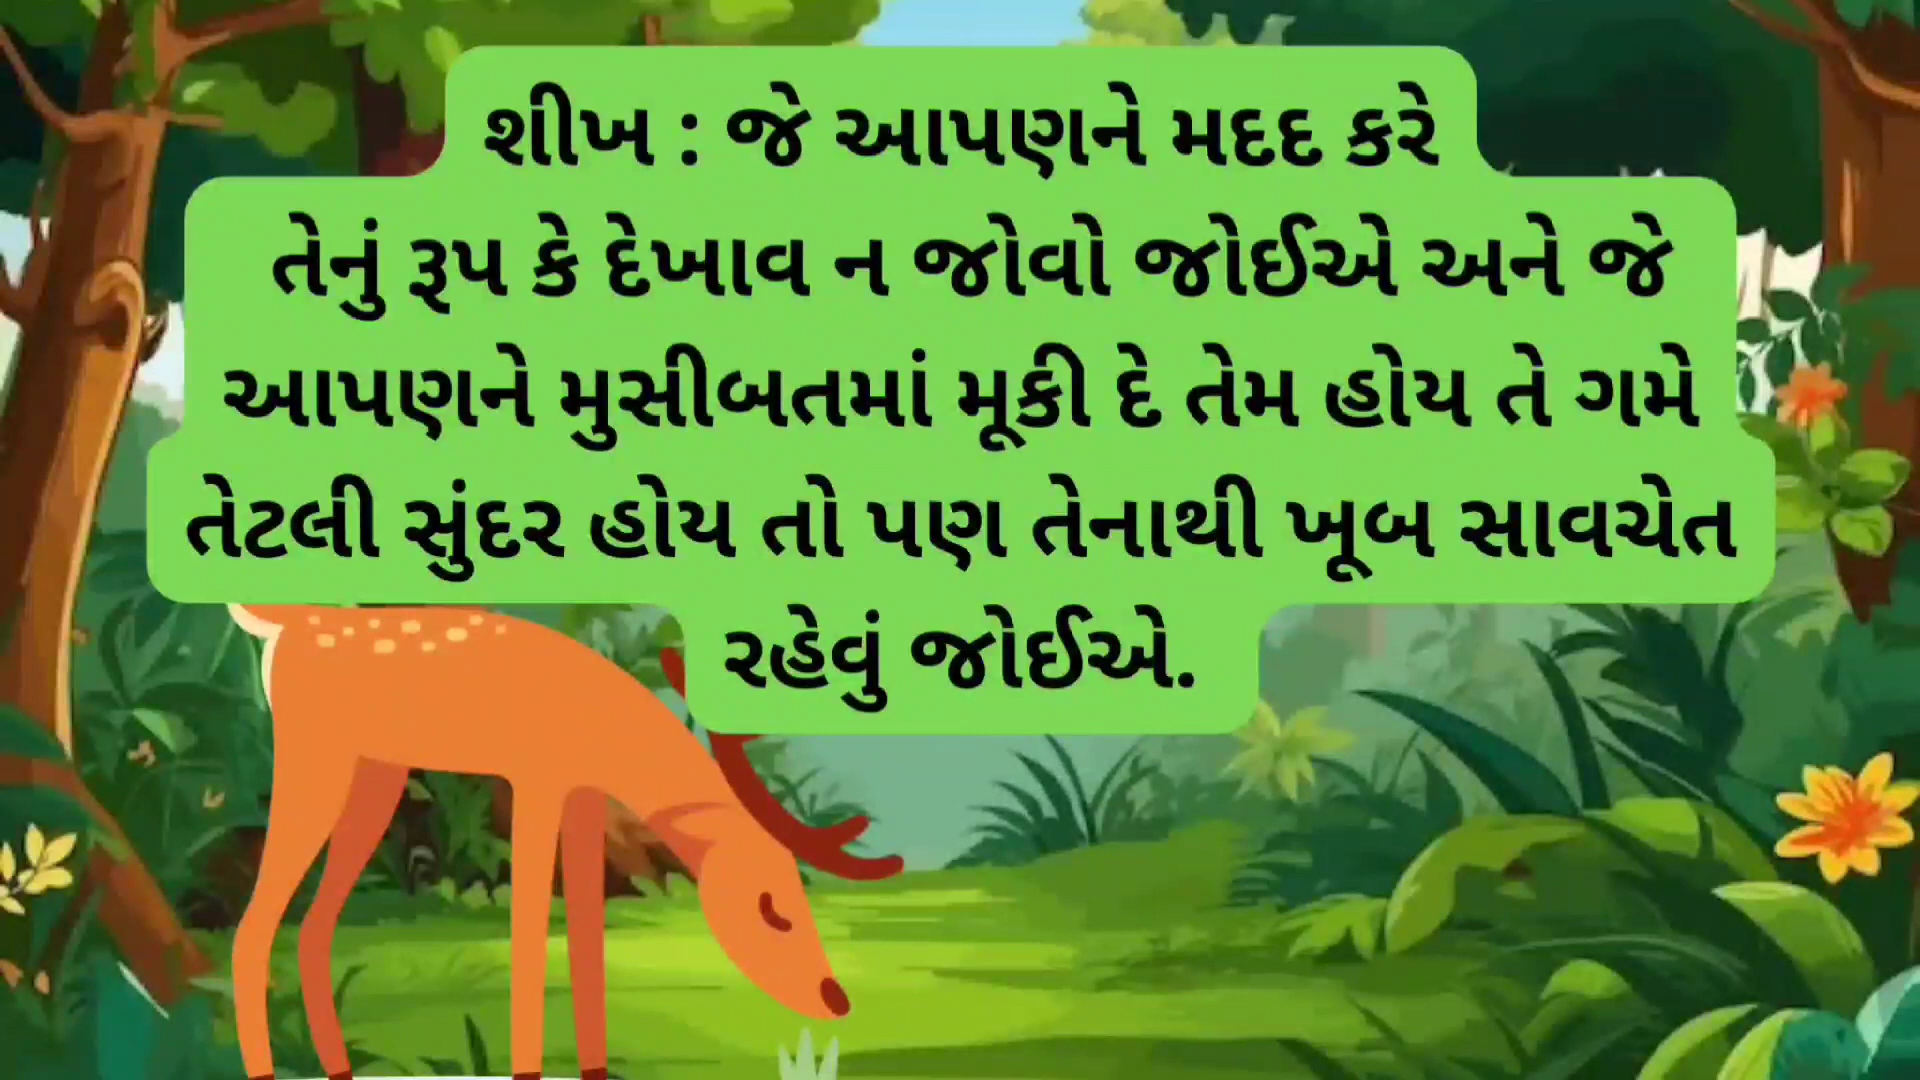 શીખ : જે આપણને મદદ કરે
તેનું રૂપ કે દેખાવ ન જોવો જોઈએ અને જે
આપણને મુસીબતમાં મૂકી દે તેમ હોય તે ગમે
તેટલી સુંદર હોય તો પણ તેનાથી ખૂબ સાવચેત
રહેવું જોઈએ.